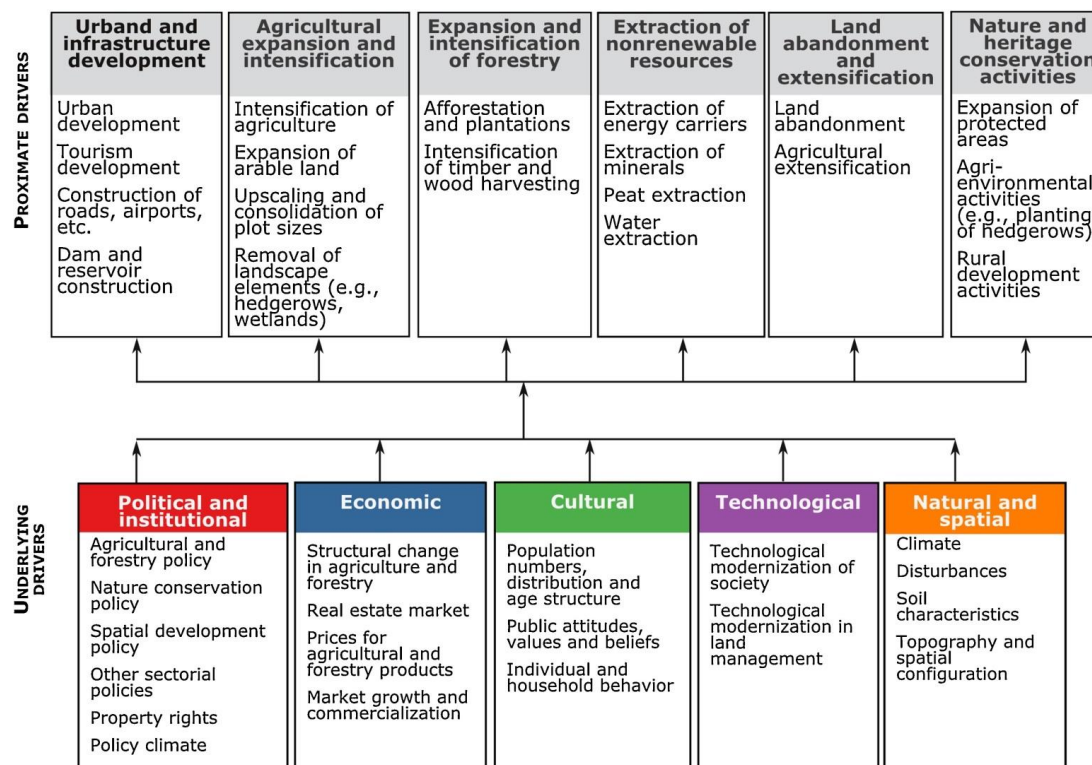 PROXIMATE DRIVERS
Urband and
infrastructure
development
Urban
development
Tourism
development
Construction of
roads, airports,
etc.
Dam and
reservoir
construction
Agricultural
expansion and
intensification
Intensification of
agriculture
Expansion of
arable land
Upscaling and
consolidation of
plot sizes
Removal of
landscape
elements (e.g.,
hedgerows,
wetlands)
Expansion and
intensification
of forestry
Afforestation
and plantations
Intensification
of timber and
wood harvesting
Extraction of
nonrenewable
resources
Extraction of
energy carriers
Extraction of
minerals
Peat extraction
Water
extraction
Land
abandonment
and
extensification
Land
abandonment
Agricultural
extensification
Nature and
heritage
conservation
activities
Expansion of
protected
areas
Agri-
environmental
activities
(e.g., planting
of hedgerows)
Rural
development
activities
UNDERLYING
DRIVERS
Political and
institutional
Agricultural and
forestry policy
Nature conservation
policy
Spatial development
policy
Other sectorial
policies
Property rights
Policy climate
Economic
Structural change
in agriculture and
forestry
Real estate market
Prices for
agricultural and
forestry products
Market growth and
commercialization
Cultural
Population
numbers,
distribution and
age structure
Public attitudes,
values and beliefs
Individual and
household behavior
Technological
Technological
modernization of
society
Technological
modernization in
land
management
Natural and
spatial
Climate
Disturbances
Soil
characteristics
Topography and
spatial
configuration